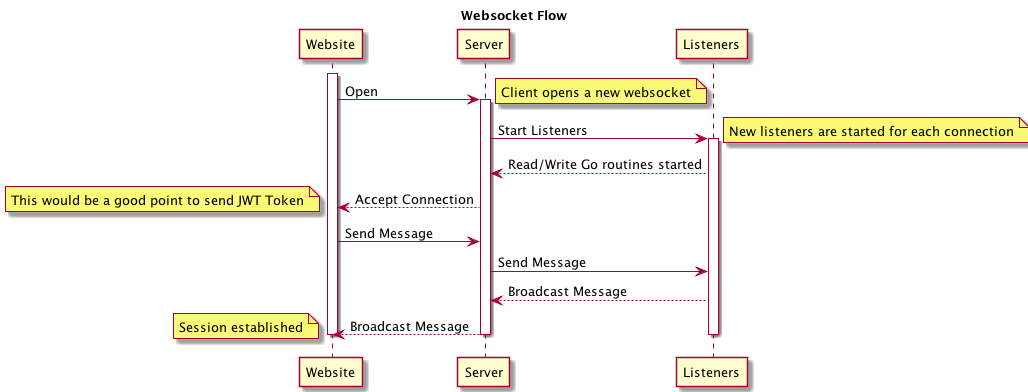 Websocket Flow
Website
Server
Listeners
Open
Client opens a new websocket
Start Listeners
New listeners are started for each connection
Read/Write Go routines started
Accept Connection
This would be a good point to send JWT Token
Send Message
Send Message
Broadcast Message
Broadcast Message
Session established
Website
Server
Listeners